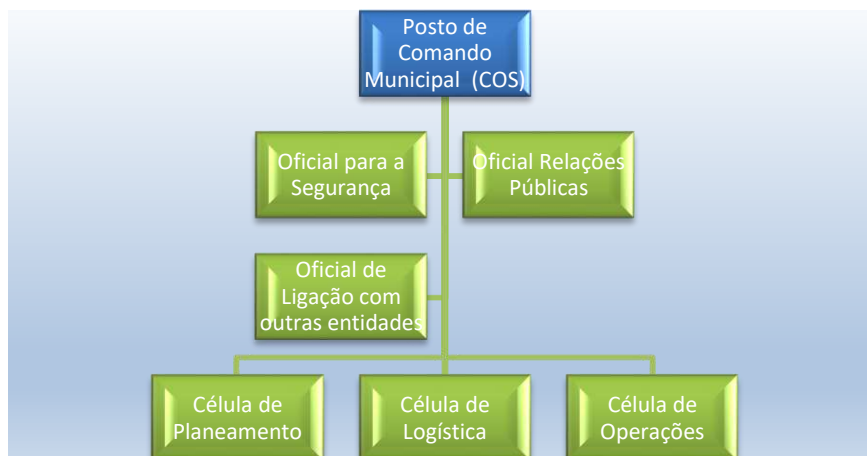 Posto de
Comando
Municipal (COS)
Oficial para a
Segurança
Oficial Relações
Públicas
Oficial de
Ligação com
outras entidades
Célula de
Planeamento
Célula de
Logística
Célula de
Operações